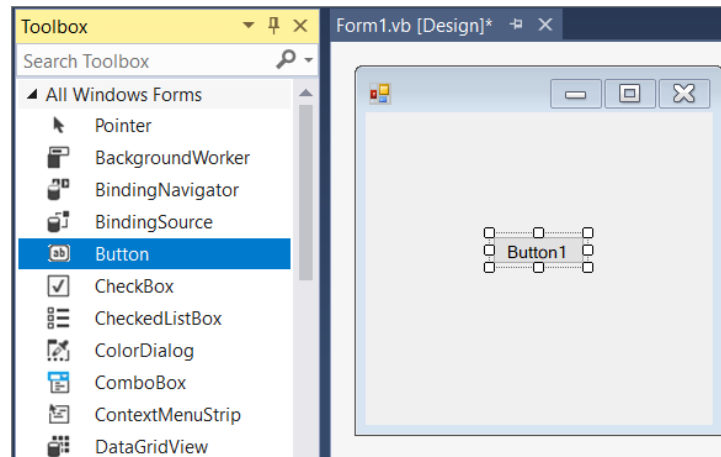 Toolbox
Search Toolbox
All Windows Forms
Pointer
BackgroundWorker
BindingNavigator
BindingSource
Button
CheckBox
CheckedListBox
ColorDialog
ComboBox
ContextMenuStrip
DataGridView
Form1.vb [Design]*
Button1